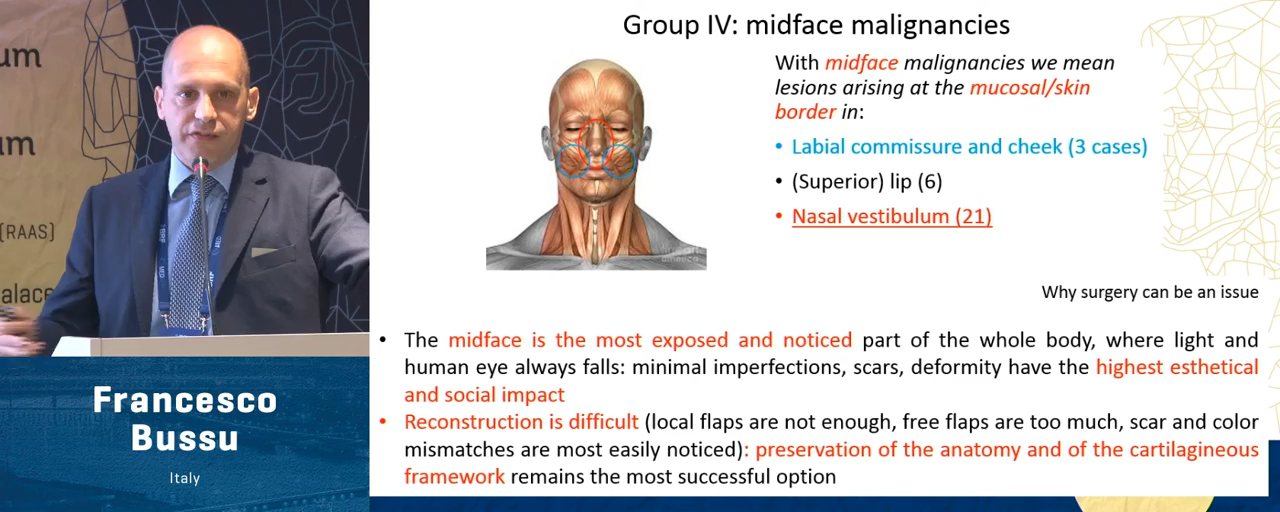 um
um
(RAAS)
alace
Francesco
Bussu
Italy
Group IV: midface malignancies
With midface malignancies we mean
lesions arising at the mucosal/skin
border in:
• Labial commissure and cheek (3 cases)
• (Superior) lip (6)
• Nasal vestibulum (21)
Why surgery can be an issue
• The midface is the most exposed and noticed part of the whole body, where light and
human eye always falls: minimal imperfections, scars, deformity have the highest esthetical
and social impact
• Reconstruction is difficult (local flaps are not enough, free flaps are too much, scar and color
mismatches are most easily noticed): preservation of the anatomy and of the cartilagineous
framework remains the most successful option